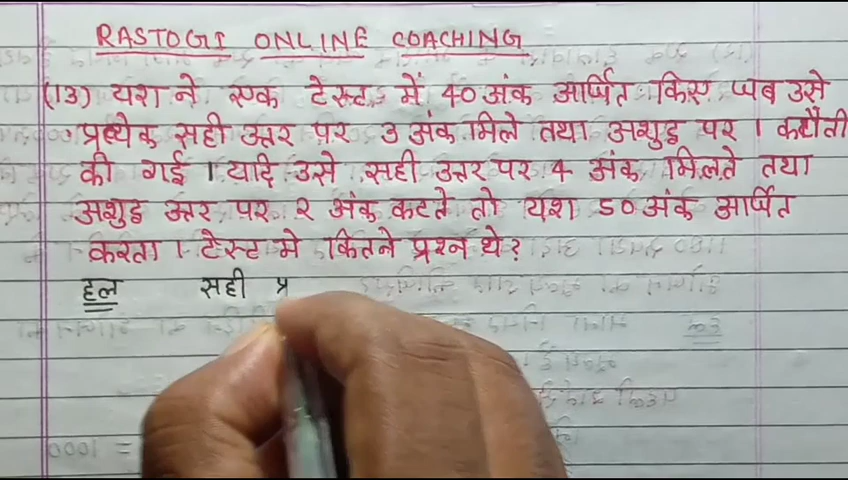 RASTOGI ONLINE COACHING
(13) यश ने एक टेस्ट में 40 अंक आर्जित किए जब उसे
प्रत्येक सही उत्तर पर 3 अंक मिले तथा अशुद्ध पर 1 कटौती
की गई । यदि उसे सही उत्तर पर 4 अंक मिलते तथा
अशुद्ध उत्तर पर 2 अंक कटते तो यश 50 अंक आर्जित
करता । टेस्ट मे कितने प्रश्न थे?
हल सही प्र